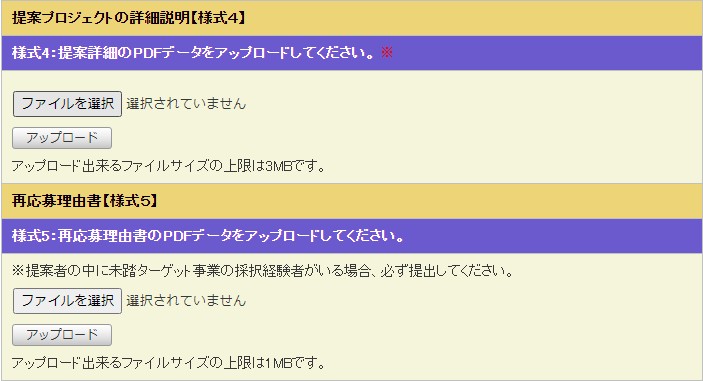 提案プロジェクトの詳細説明【様式４】
様式4：提案詳細のPDFデータをアップロードしてください。 ※
ファイルを選択 選択されていません
アップロード
アップロード出来るファイルサイズの上限は3MBです。
再応募理由書【様式５】
様式5：再応募理由書のPDFデータをアップロードしてください。
※提案者の中に未踏ターゲット事業の採択経験者がいる場合、必ず提出してください。
ファイルを選択 選択されていません
アップロード
アップロード出来るファイルサイズの上限は1MBです。